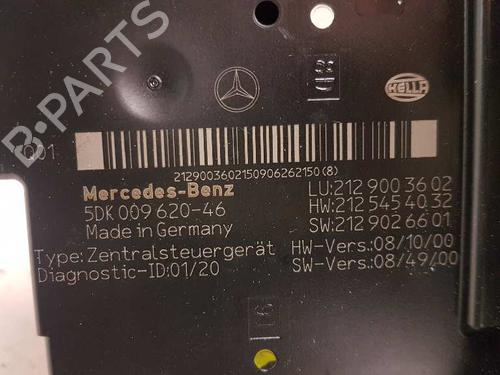 B-PARTS
US
HELLA
Q01
2129003602150906262150(8)
Mercedes-Benz
5DK 009 620-46
Made in Germany
Type: Zentralsteuergerät
Diagnostic-ID:01/20
LU:212 900 36 02
HW:212 545 40 32
SW:212 902 66 01
HW-Vers.:08/10/00
SW-Vers.:08/49/00